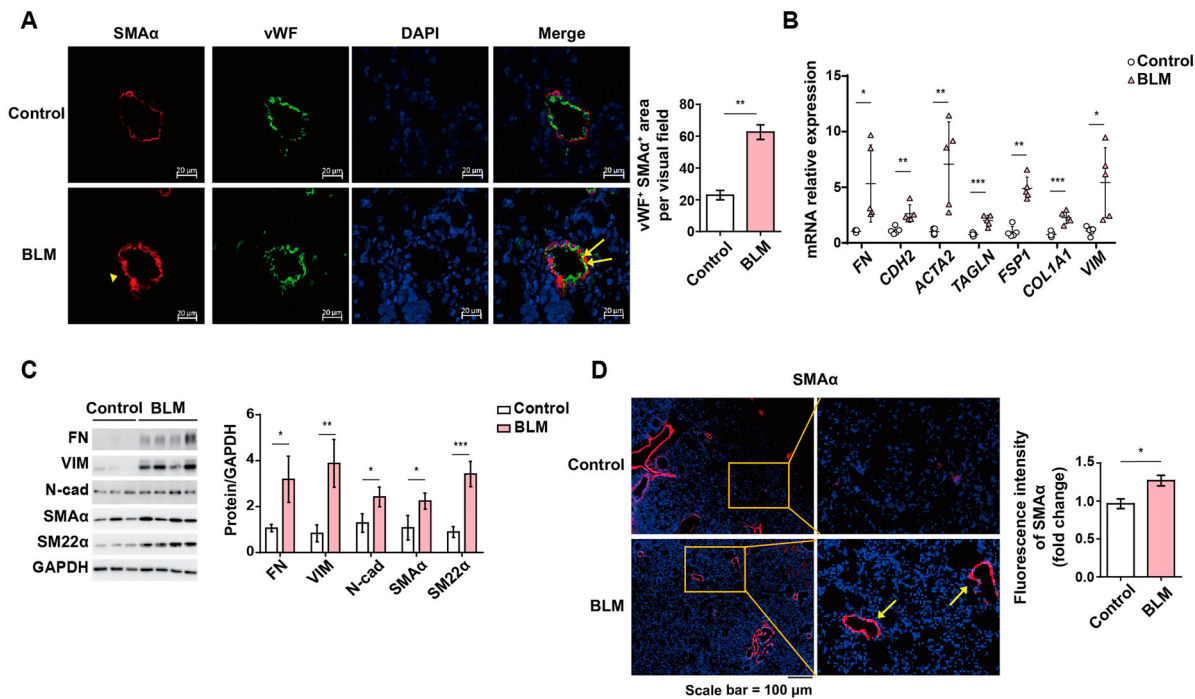 A
SMAα
vWF
DAPI
Merge
Control
20 µm
20 µm
20 µm
20 µm
BLM
20 µm
20 µm
20 µm
20 µm
vWF⁺ SMAα⁺ area
per visual field
80
60
40
20
0
**
Control
BLM
B
Control
BLM
mRNA relative expression
15
10
5
0
*
**
**
***
**
***
*
FN
CDH2
ACTA2
TAGLN
FSP1
COL1A1
VIM
C
Control BLM
FN
VIM
N-cad
SMAα
SM22α
GAPDH
Control
BLM
Protein/GAPDH
6
4
2
0
*
**
*
*
***
FN
VIM
N-cad
SMAα
SM22α
D
SMAα
Control
BLM
Scale bar = 100 µm
Fluorescence intensity
of SMAα
(fold change)
1.5
1.0
0.5
0.0
*
Control
BLM